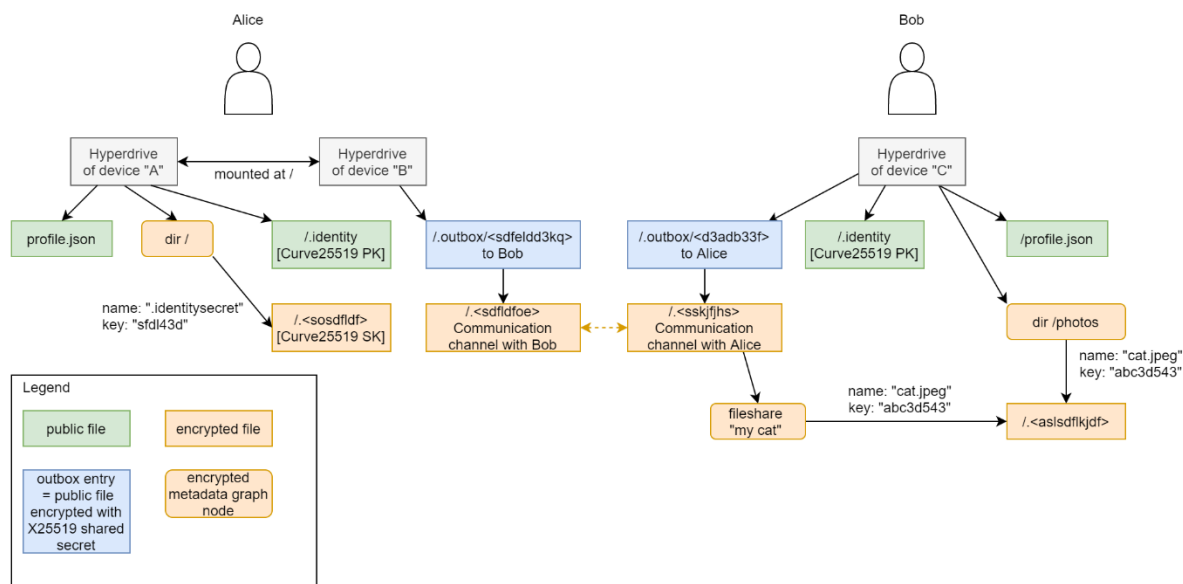 Alice
Bob
Hyperdrive
of device "A"
mounted at /
Hyperdrive
of device "B"
Hyperdrive
of device "C"
profile.json
dir /
/.identity
[Curve25519 PK]
/.outbox/<sdfeldd3kq>
to Bob
/.outbox/<d3adb33f>
to Alice
/.identity
[Curve25519 PK]
/profile.json
name: ".identitysecret"
key: "sfdl43d"
/.<sosdfldf>
[Curve25519 SK]
/.<sdfldfoe>
Communication
channel with Bob
/.<sskjfjhs>
Communication
channel with Alice
dir /photos
name: "cat.jpeg"
key: "abc3d543"
fileshare
"my cat"
name: "cat.jpeg"
key: "abc3d543"
/.<aslsdflkjdf>
Legend
public file
encrypted file
outbox entry
= public file
encrypted with
X25519 shared
secret
encrypted
metadata graph
node